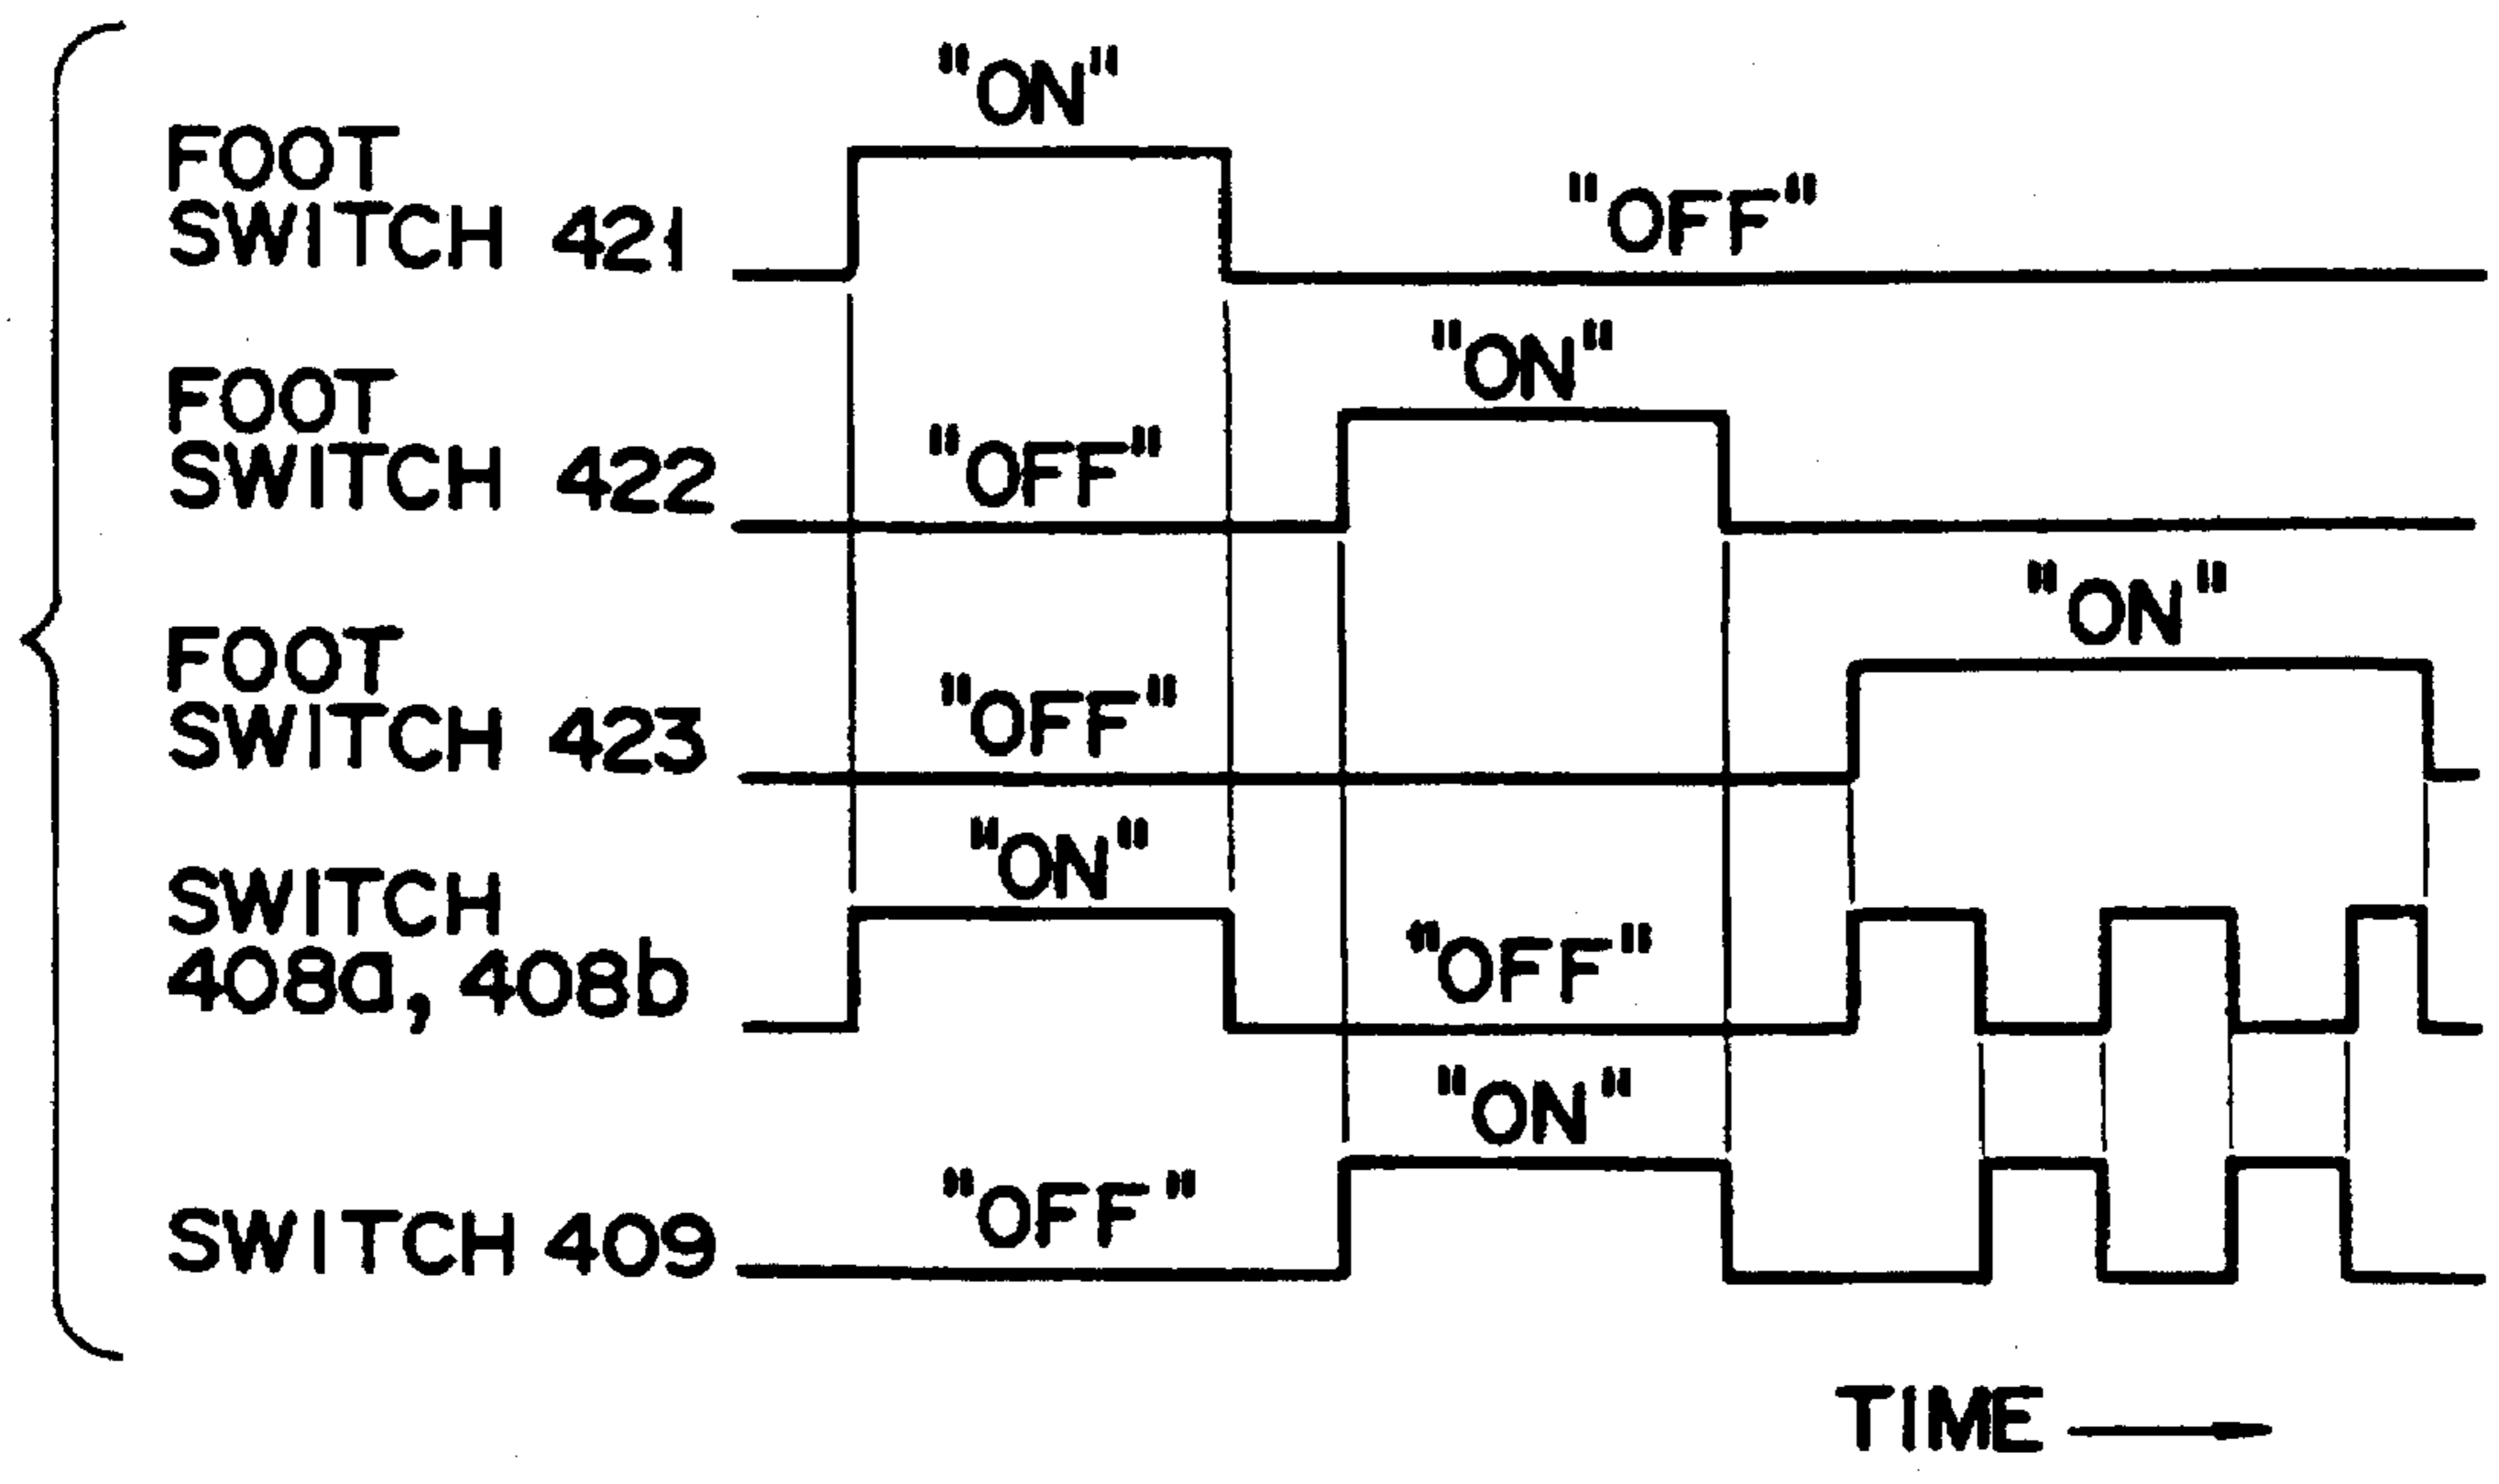 "ON"
FOOT
SWITCH 421
"OFF"
"ON"
FOOT
SWITCH 422
"OFF"
"ON"
FOOT
SWITCH 423
"OFF"
"ON"
SWITCH
408a, 408b
"OFF"
"ON"
SWITCH 409
"OFF"
TIME